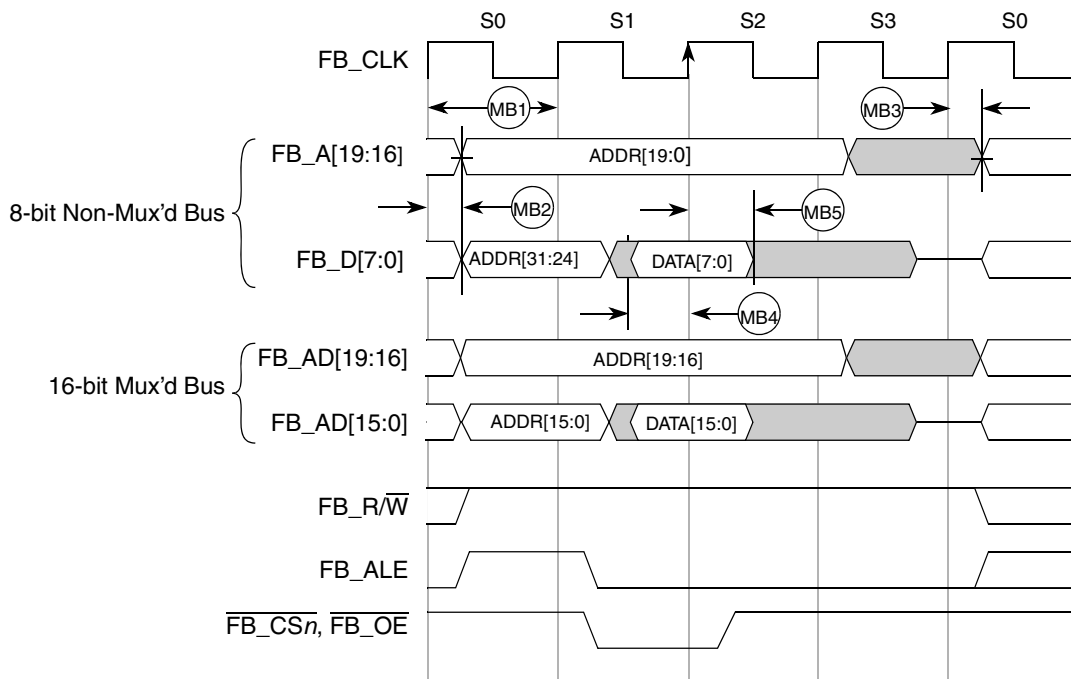 S0 S1 S2 S3 S0
FB_CLK
MB1 MB3
FB_A[19:16] ADDR[19:0]
8-bit Non-Mux'd Bus
MB2 MB5
FB_D[7:0] ADDR[31:24] DATA[7:0]
MB4
FB_AD[19:16] ADDR[19:16]
16-bit Mux'd Bus
FB_AD[15:0] ADDR[15:0] DATA[15:0]
FB_R/W̅
FB_ALE
F̅B̅_̅C̅S̅n̅, F̅B̅_̅O̅E̅